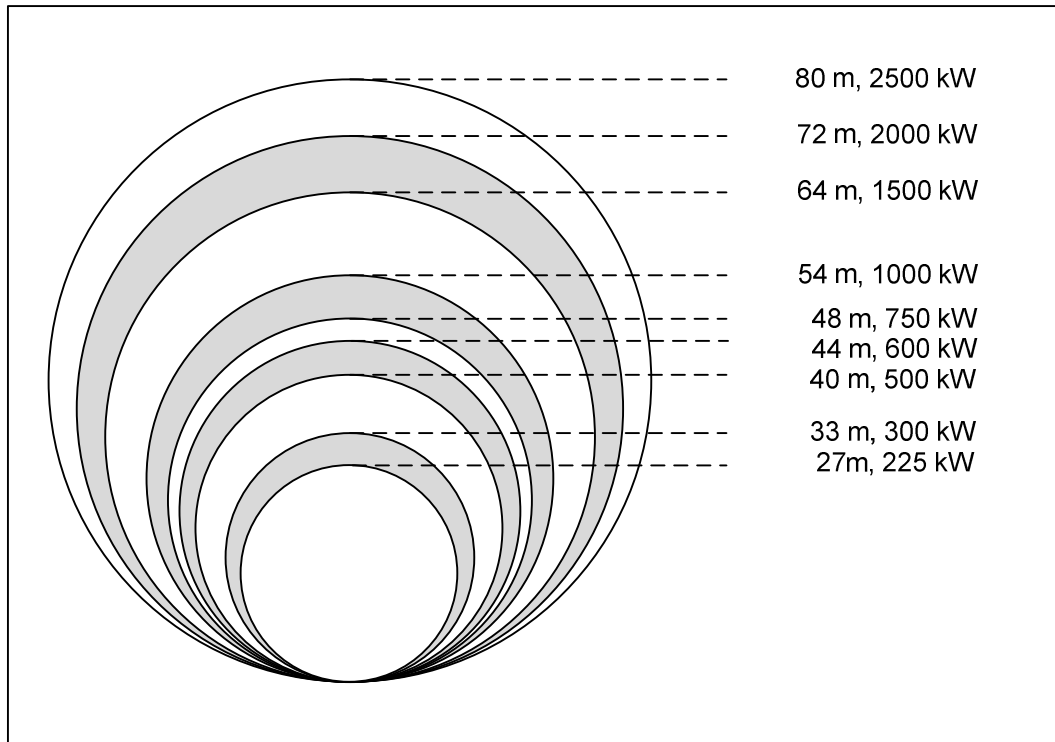 80 m, 2500 kW
72 m, 2000 kW
64 m, 1500 kW
54 m, 1000 kW
48 m, 750 kW
44 m, 600 kW
40 m, 500 kW
33 m, 300 kW
27m, 225 kW